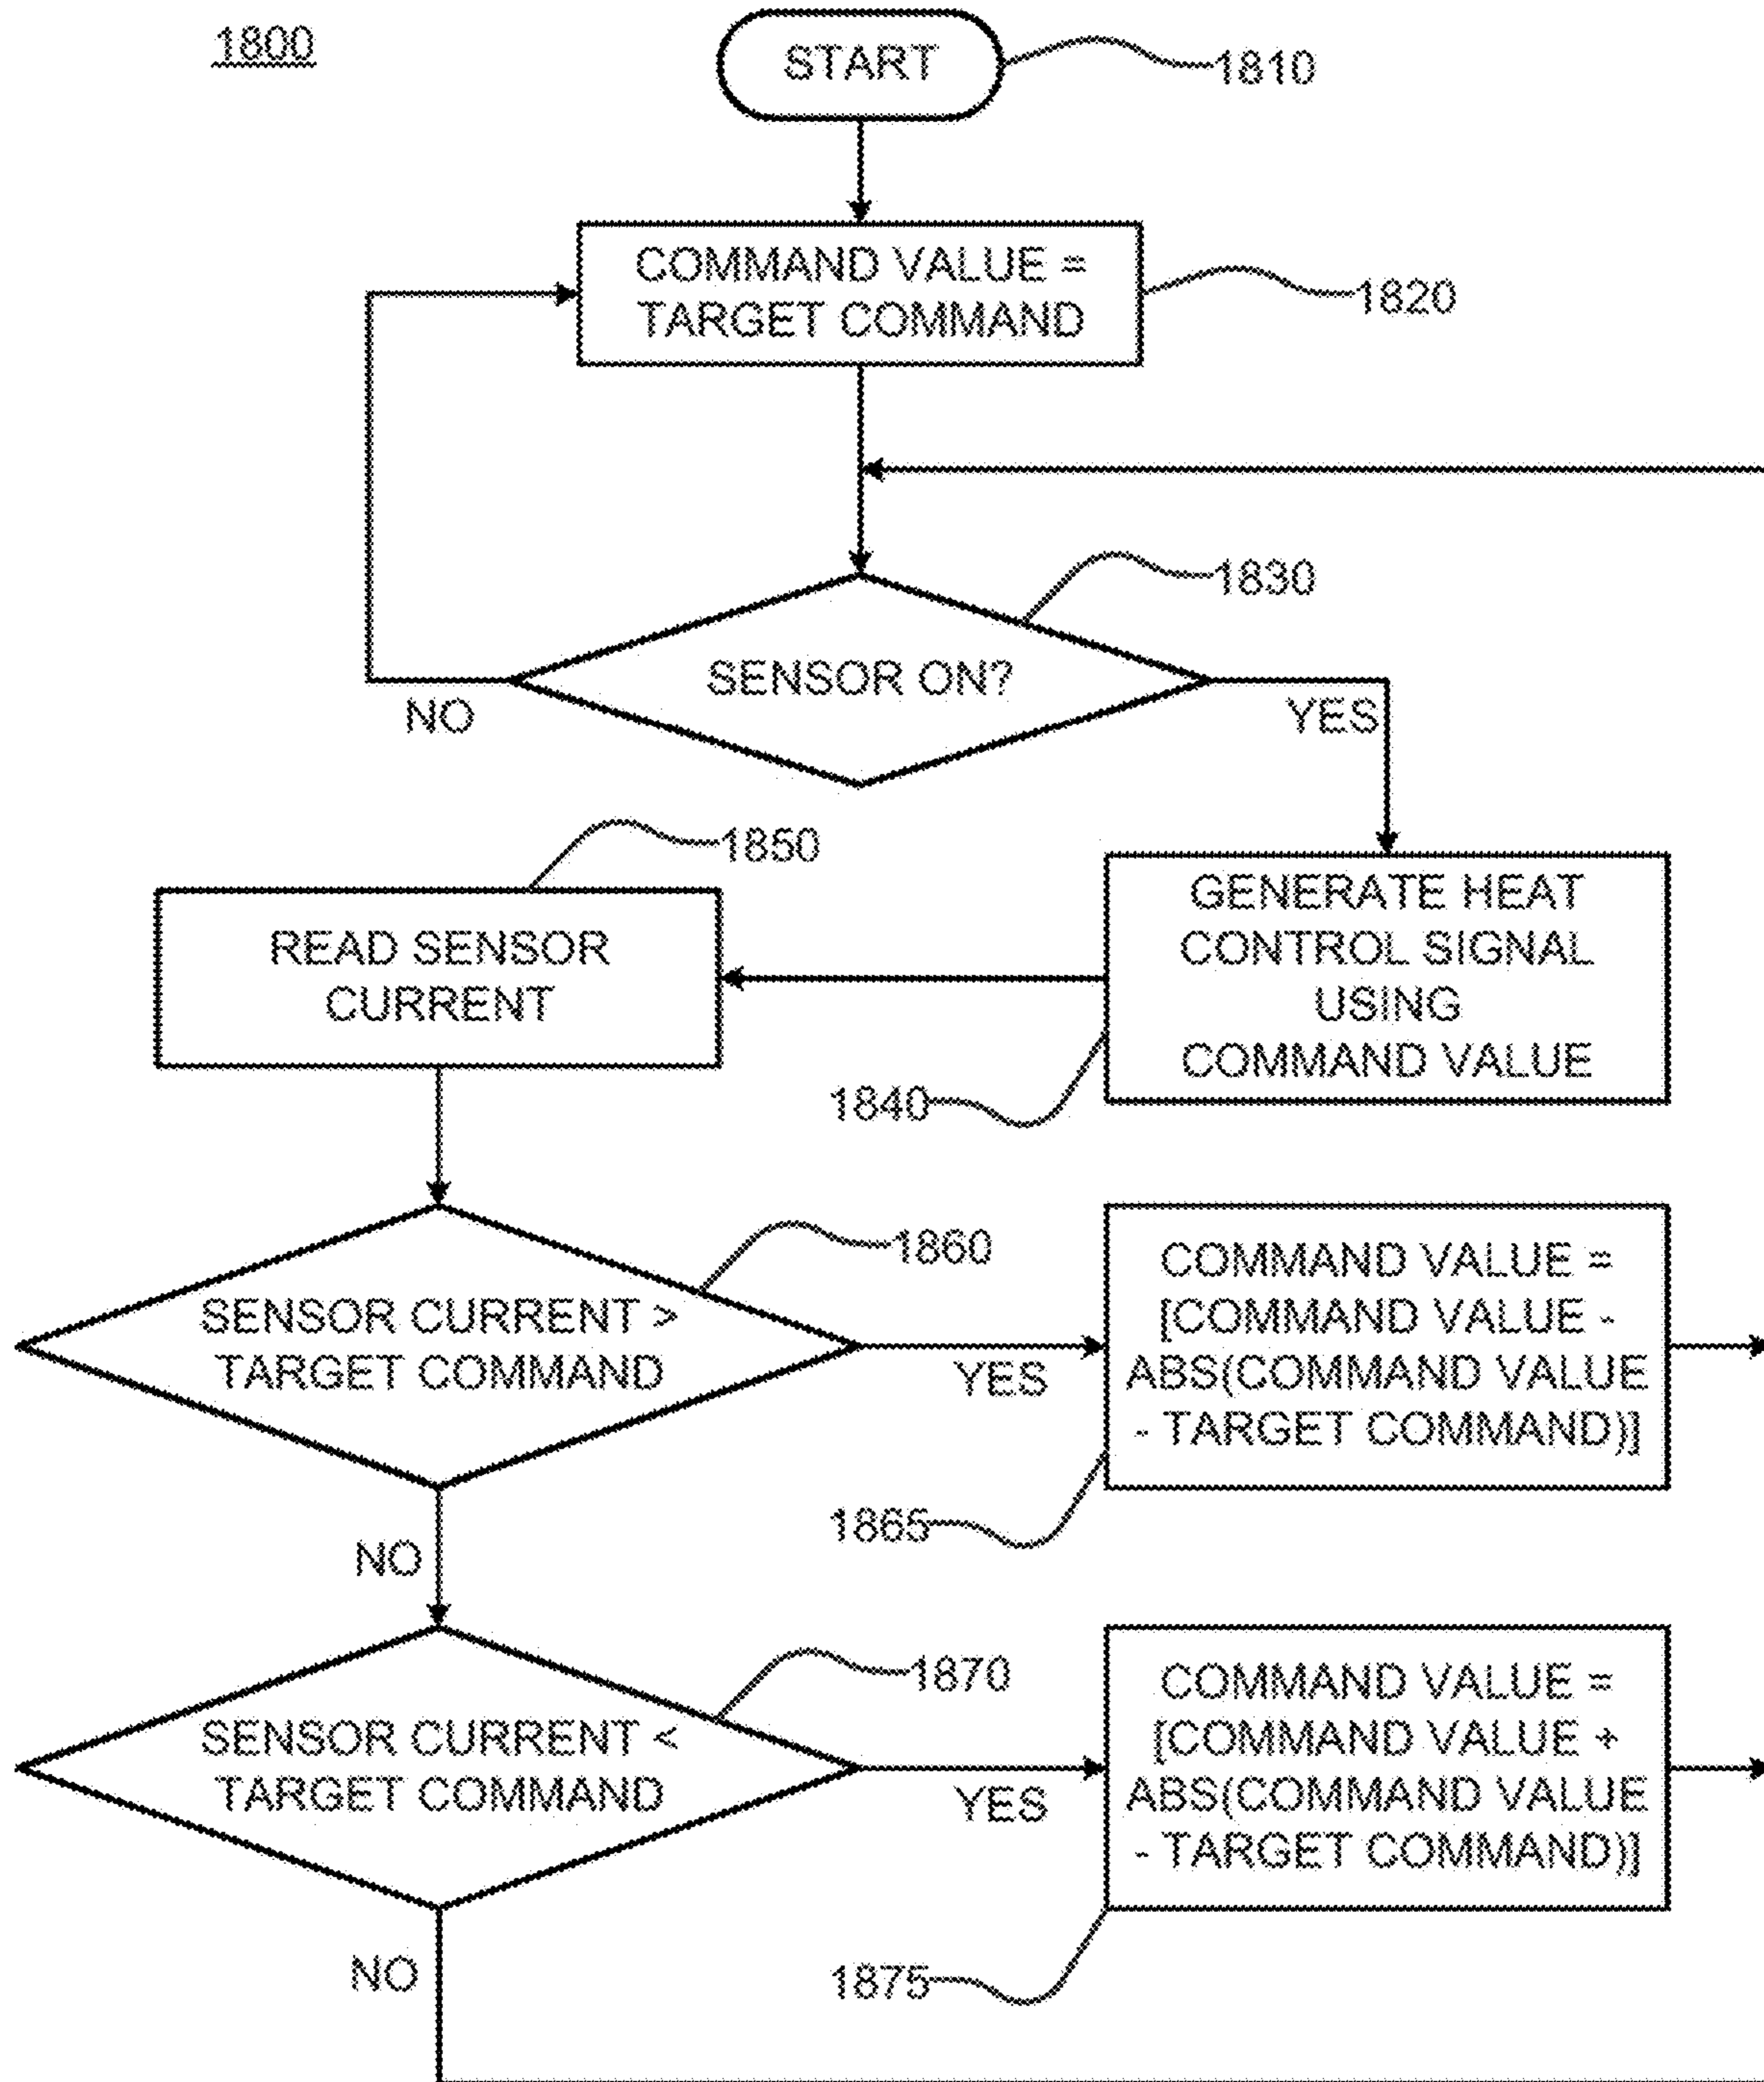 1800
START
1810
COMMAND VALUE =
TARGET COMMAND
1820
1830
SENSOR ON?
NO
YES
1850
READ SENSOR
CURRENT
GENERATE HEAT
CONTROL SIGNAL
USING
COMMAND VALUE
1840
1860
SENSOR CURRENT >
TARGET COMMAND
YES
COMMAND VALUE =
[COMMAND VALUE -
ABS(COMMAND VALUE
- TARGET COMMAND)]
1865
NO
1870
SENSOR CURRENT <
TARGET COMMAND
YES
COMMAND VALUE =
[COMMAND VALUE +
ABS(COMMAND VALUE
- TARGET COMMAND)]
1875
NO